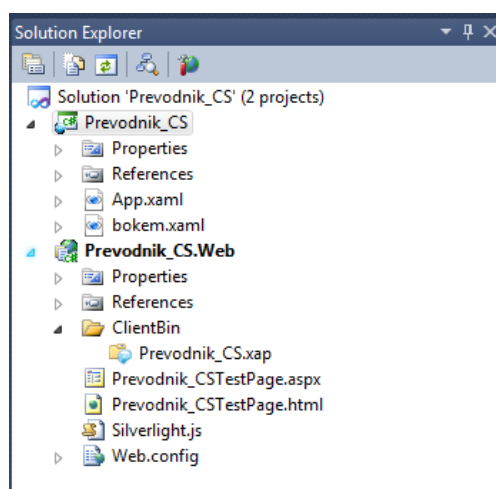 Solution Explorer
Solution 'Prevodnik_CS' (2 projects)
Prevodnik_CS
Properties
References
App.xaml
bokem.xaml
Prevodnik_CS.Web
Properties
References
ClientBin
Prevodnik_CS.xap
Prevodnik_CSTestPage.aspx
Prevodnik_CSTestPage.html
Silverlight.js
Web.config